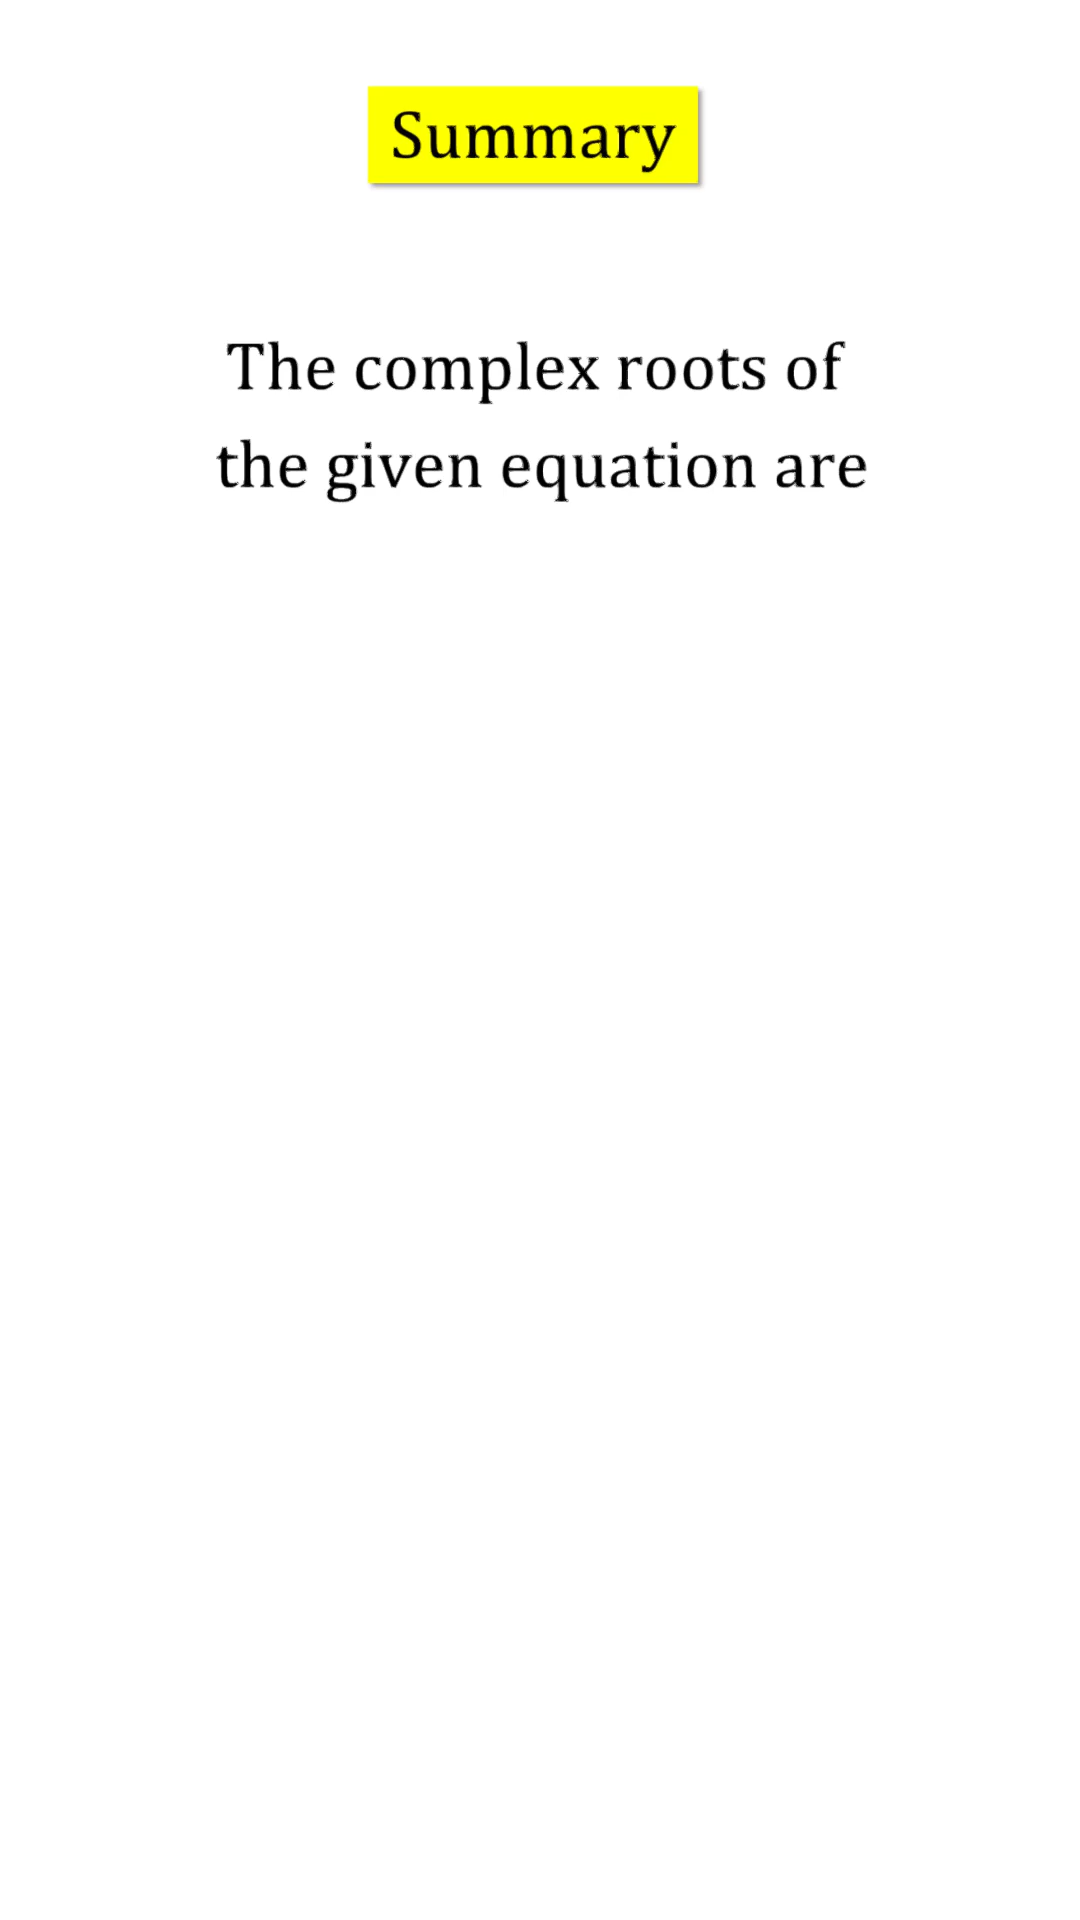 Summary
The complex roots of
the given equation are